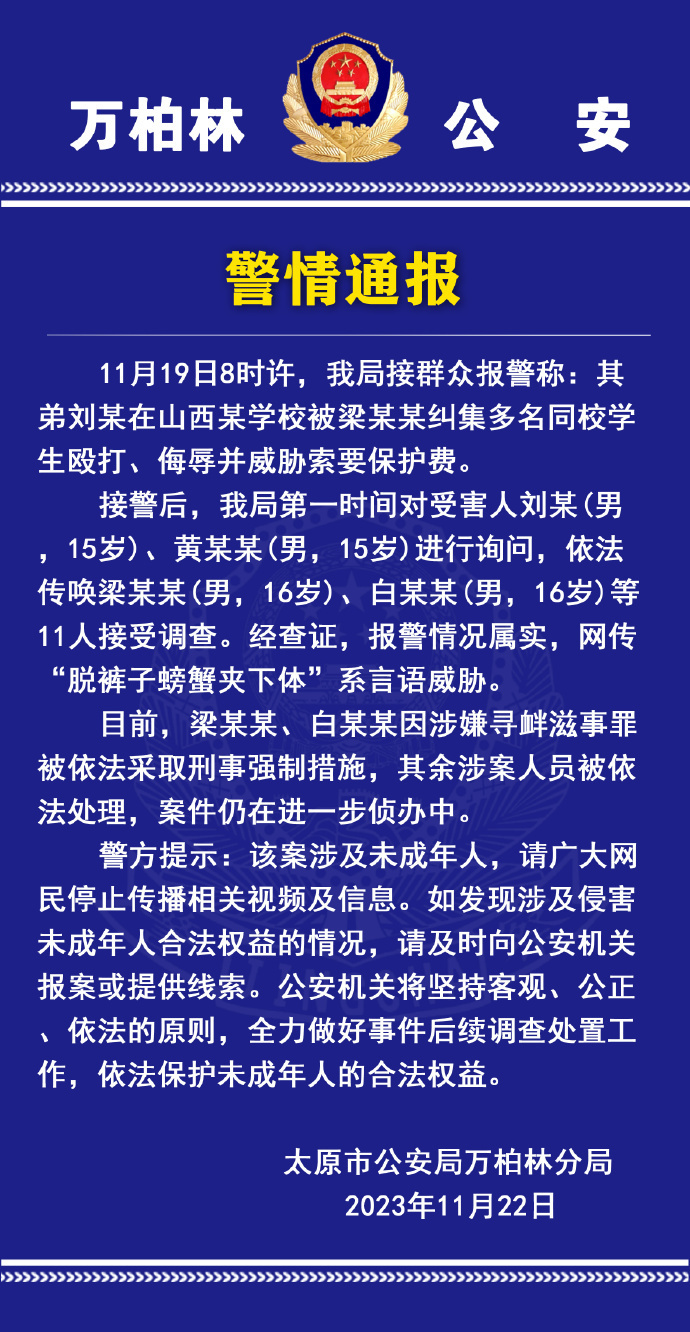 万柏林 公安
警情通报
11月19日8时许，我局接群众报警称：其
弟刘某在山西某学校被梁某某纠集多名同校学
生殴打、侮辱并威胁索要保护费。
接警后，我局第一时间对受害人刘某(男
，15岁)、黄某某(男，15岁)进行询问，依法
传唤梁某某(男，16岁)、白某某(男，16岁)等
11人接受调查。经查证，报警情况属实，网传
“脱裤子螃蟹夹下体”系言语威胁。
目前，梁某某、白某某因涉嫌寻衅滋事罪
被依法采取刑事强制措施，其余涉案人员被依
法处理，案件仍在进一步侦办中。
警方提示：该案涉及未成年人，请广大网
民停止传播相关视频及信息。如发现涉及侵害
未成年人合法权益的情况，请及时向公安机关
报案或提供线索。公安机关将坚持客观、公正
、依法的原则，全力做好事件后续调查处置工
作，依法保护未成年人的合法权益。
太原市公安局万柏林分局
2023年11月22日